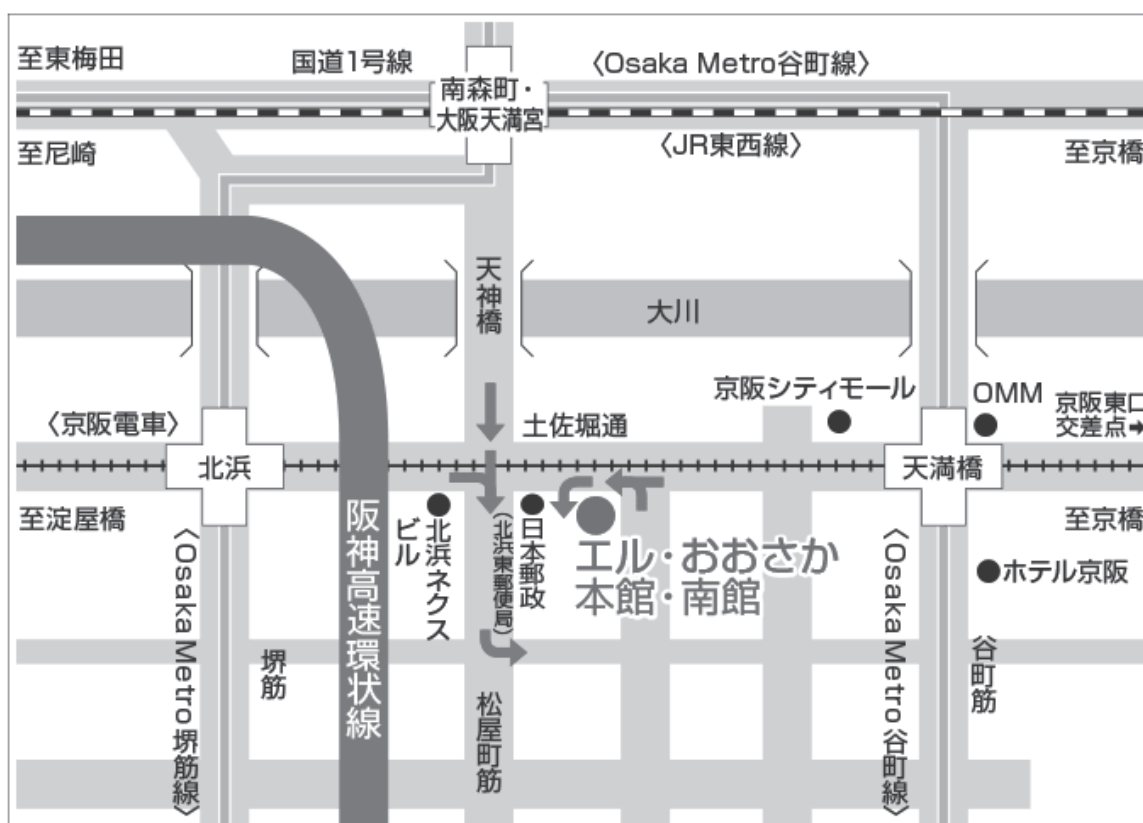 至東梅田
国道1号線
南森町・
大阪天満宮
〈Osaka Metro谷町線〉
至尼崎
〈JR東西線〉
至京橋
天神橋
大川
京阪シティモール
OMM
京阪東口
交差点➔
〈京阪電車〉
土佐堀通
北浜
天満橋
至淀屋橋
至京橋
阪神高速環状線
北浜ネクス
ビル
日本郵政
(北浜東郵便局)
エル・おおさか
本館・南館
ホテル京阪
〈Osaka Metro堺筋線〉
堺筋
松屋町筋
〈Osaka Metro谷町線〉
谷町筋